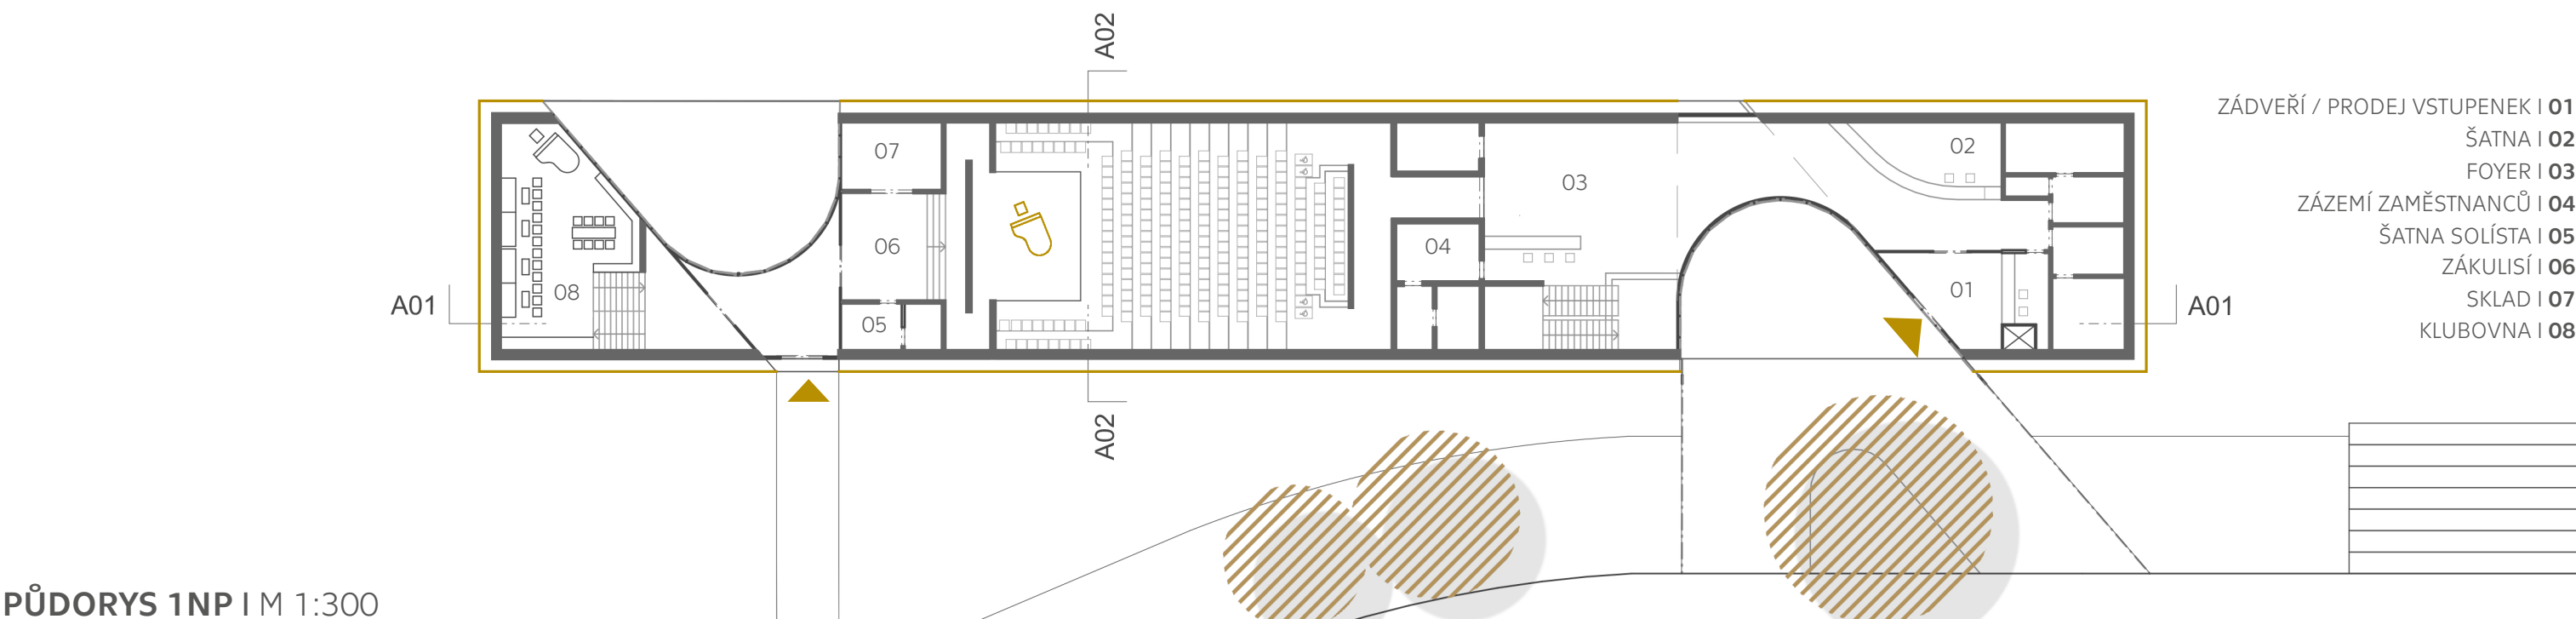 A02
ZÁDVEŘÍ / PRODEJ VSTUPENEK I 01
ŠATNA I 02
FOYER I 03
ZÁZEMÍ ZAMĚSTNANCŮ I 04
ŠATNA SOLÍSTA I 05
ZÁKULISÍ I 06
SKLAD I 07
KLUBOVNA I 08
07
02
03
06
04
08
01
05
A01
A01
A02
PŮDORYS 1NP I M 1:300